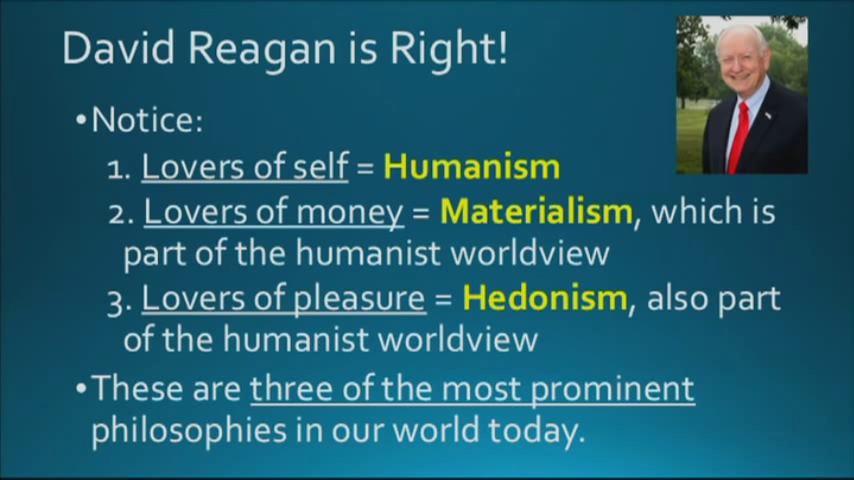 David Reagan is Right!
•Notice:
1. Lovers of self = Humanism
2. Lovers of money = Materialism, which is
part of the humanist worldview
3. Lovers of pleasure = Hedonism, also part
of the humanist worldview
•These are three of the most prominent
philosophies in our world today.